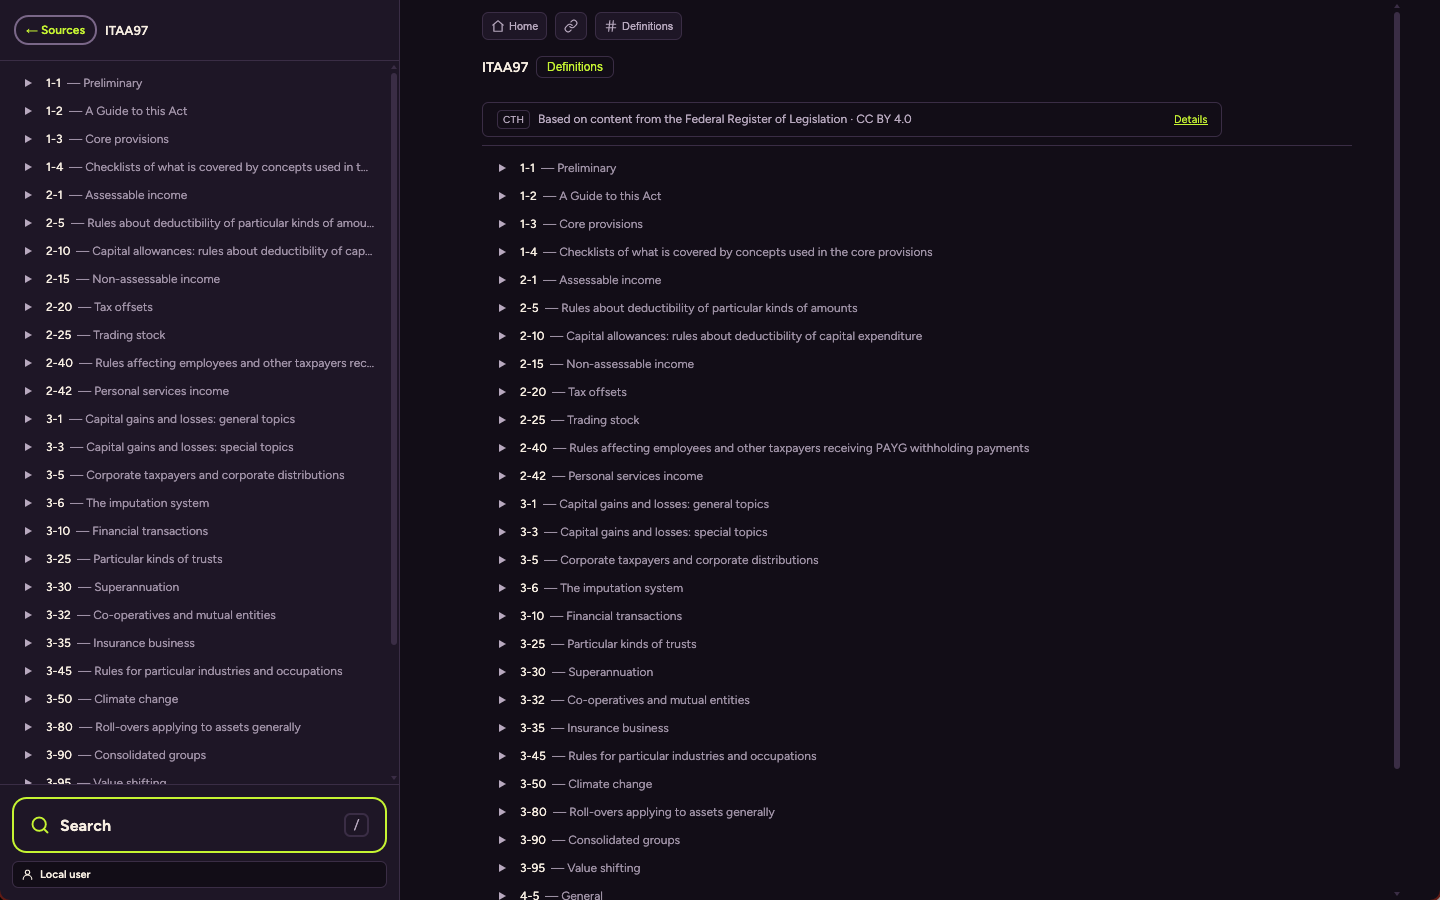 ← Sources ITAA97
1-1 — Preliminary
1-2 — A Guide to this Act
1-3 — Core provisions
1-4 — Checklists of what is covered by concepts used in t...
2-1 — Assessable income
2-5 — Rules about deductibility of particular kinds of amou...
2-10 — Capital allowances: rules about deductibility of cap...
2-15 — Non-assessable income
2-20 — Tax offsets
2-25 — Trading stock
2-40 — Rules affecting employees and other taxpayers rec...
2-42 — Personal services income
3-1 — Capital gains and losses: general topics
3-3 — Capital gains and losses: special topics
3-5 — Corporate taxpayers and corporate distributions
3-6 — The imputation system
3-10 — Financial transactions
3-25 — Particular kinds of trusts
3-30 — Superannuation
3-32 — Co-operatives and mutual entities
3-35 — Insurance business
3-45 — Rules for particular industries and occupations
3-50 — Climate change
3-80 — Roll-overs applying to assets generally
3-90 — Consolidated groups
3-95 — Value shifting
Search /
Local user
Home # Definitions
ITAA97 Definitions
CTH Based on content from the Federal Register of Legislation · CC BY 4.0 Details
1-1 — Preliminary
1-2 — A Guide to this Act
1-3 — Core provisions
1-4 — Checklists of what is covered by concepts used in the core provisions
2-1 — Assessable income
2-5 — Rules about deductibility of particular kinds of amounts
2-10 — Capital allowances: rules about deductibility of capital expenditure
2-15 — Non-assessable income
2-20 — Tax offsets
2-25 — Trading stock
2-40 — Rules affecting employees and other taxpayers receiving PAYG withholding payments
2-42 — Personal services income
3-1 — Capital gains and losses: general topics
3-3 — Capital gains and losses: special topics
3-5 — Corporate taxpayers and corporate distributions
3-6 — The imputation system
3-10 — Financial transactions
3-25 — Particular kinds of trusts
3-30 — Superannuation
3-32 — Co-operatives and mutual entities
3-35 — Insurance business
3-45 — Rules for particular industries and occupations
3-50 — Climate change
3-80 — Roll-overs applying to assets generally
3-90 — Consolidated groups
3-95 — Value shifting
4-5 — General